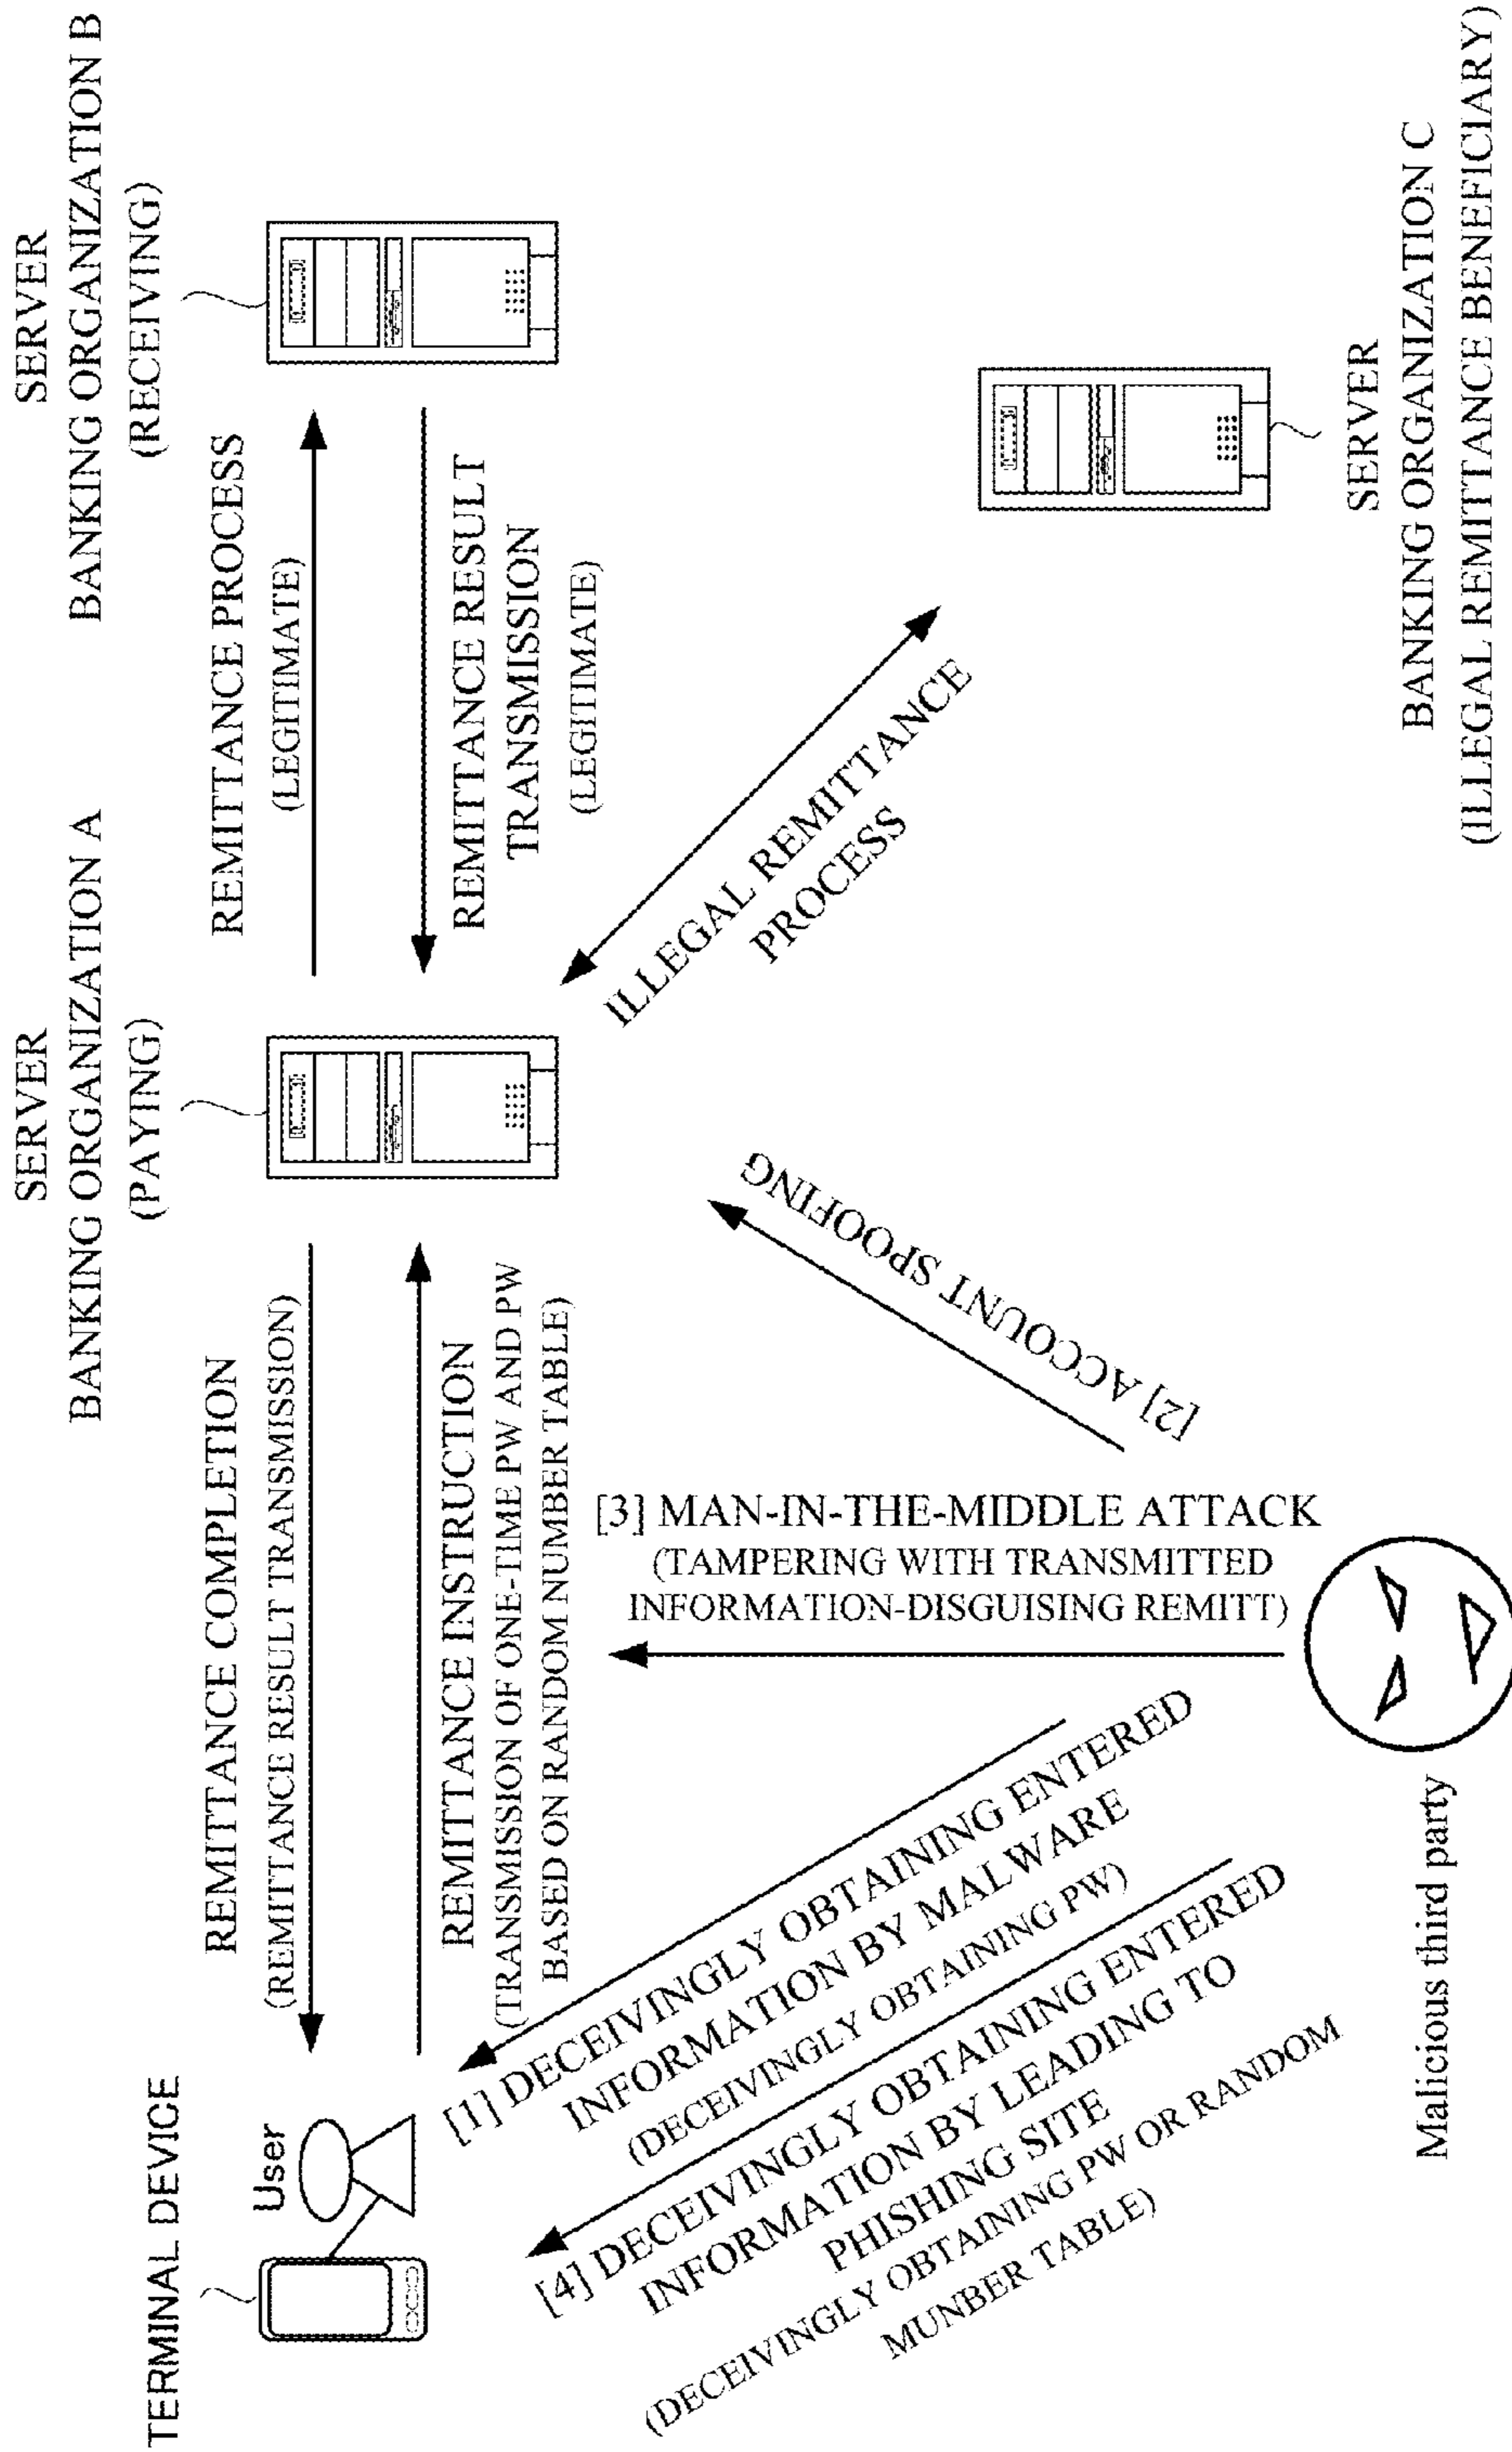 SERVER
BANKING ORGANIZATION B
(RECEIVING)
SERVER
BANKING ORGANIZATION A
(PAYING)
TERMINAL DEVICE
User
REMITTANCE COMPLETION
(REMITTANCE RESULT TRANSMISSION)
REMITTANCE INSTRUCTION
(TRANSMISSION OF ONE-TIME PW AND PW
BASED ON RANDOM NUMBER TABLE)
REMITTANCE PROCESS
(LEGITIMATE)
REMITTANCE RESULT
TRANSMISSION
(LEGITIMATE)
ILLEGAL REMITTANCE
PROCESS
[2] ACCOUNT SPOOFING
[3] MAN-IN-THE-MIDDLE ATTACK
(TAMPERING WITH TRANSMITTED
INFORMATION-DISGUISING REMITT)
[1] DECEIVINGLY OBTAINING ENTERED
INFORMATION BY MALWARE
(DECEIVINGLY OBTAINING PW)
[4] DECEIVINGLY OBTAINING ENTERED
INFORMATION BY LEADING TO
PHISHING SITE
(DECEIVINGLY OBTAINING PW OR RANDOM
MUNBER TABLE)
Malicious third party
SERVER
BANKING ORGANIZATION C
(ILLEGAL REMITTANCE BENEFICIARY)